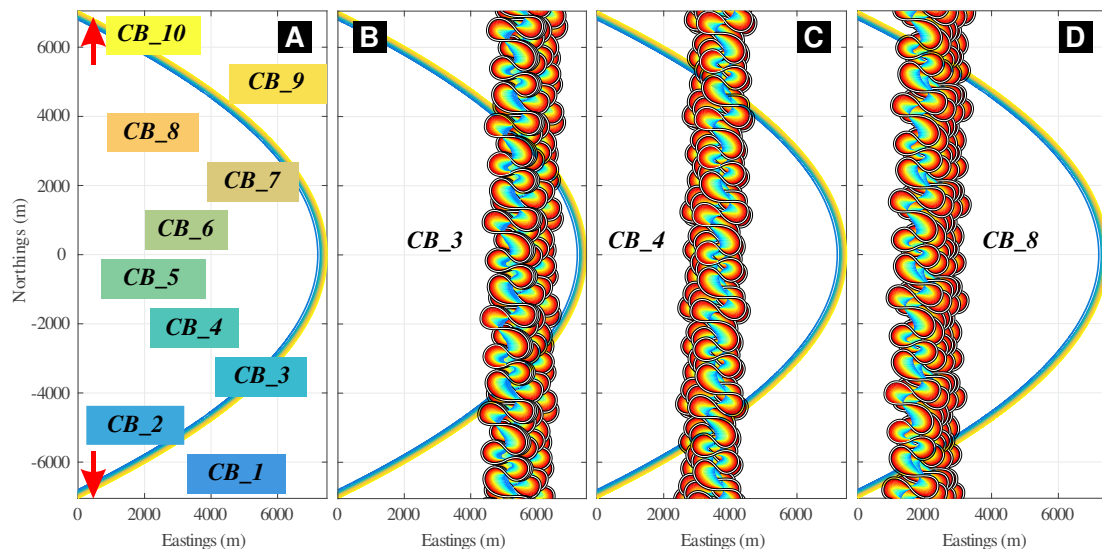 A
B
C
D
CB_10
CB_9
CB_8
CB_7
CB_6
CB_5
CB_4
CB_3
CB_2
CB_1
CB_3
CB_4
CB_8
Northings (m)
6000
4000
2000
0
-2000
-4000
-6000
0 2000 4000 6000
0 2000 4000 6000
0 2000 4000 6000
0 2000 4000 6000
Eastings (m)
Eastings (m)
Eastings (m)
Eastings (m)